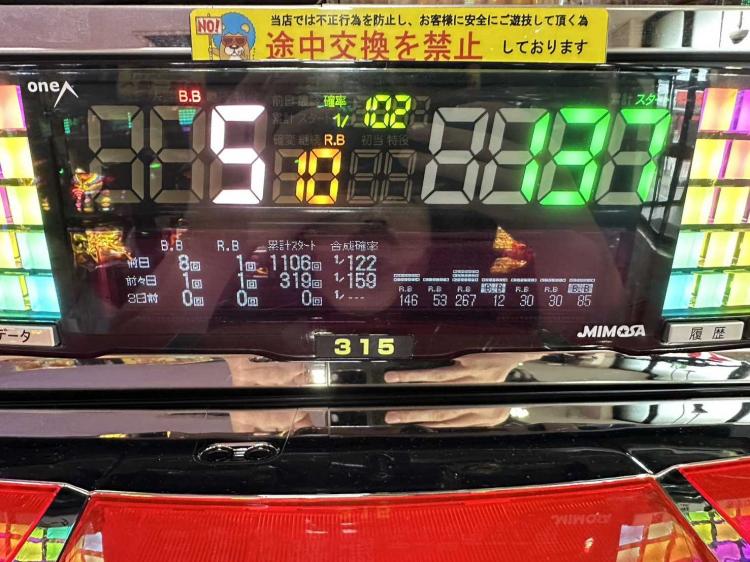 NO!
当店では不正行為を防止し、お客様に安全にご遊技して頂く為
途中交換を禁止 しております
oneA
B.B 確率 スタート
5 1/102 137
R.B
10
B.B R.B 累計スタート 合成確率
前日 8回 1回 1106回 1/122
前々日 1回 1回 319回 1/159
3日前 0回 0回 0回 1/---
R.B R.B R.B B.B R.B R.B B.B
146 53 267 12 30 30 85
データ
MIMOSA
履歴
315